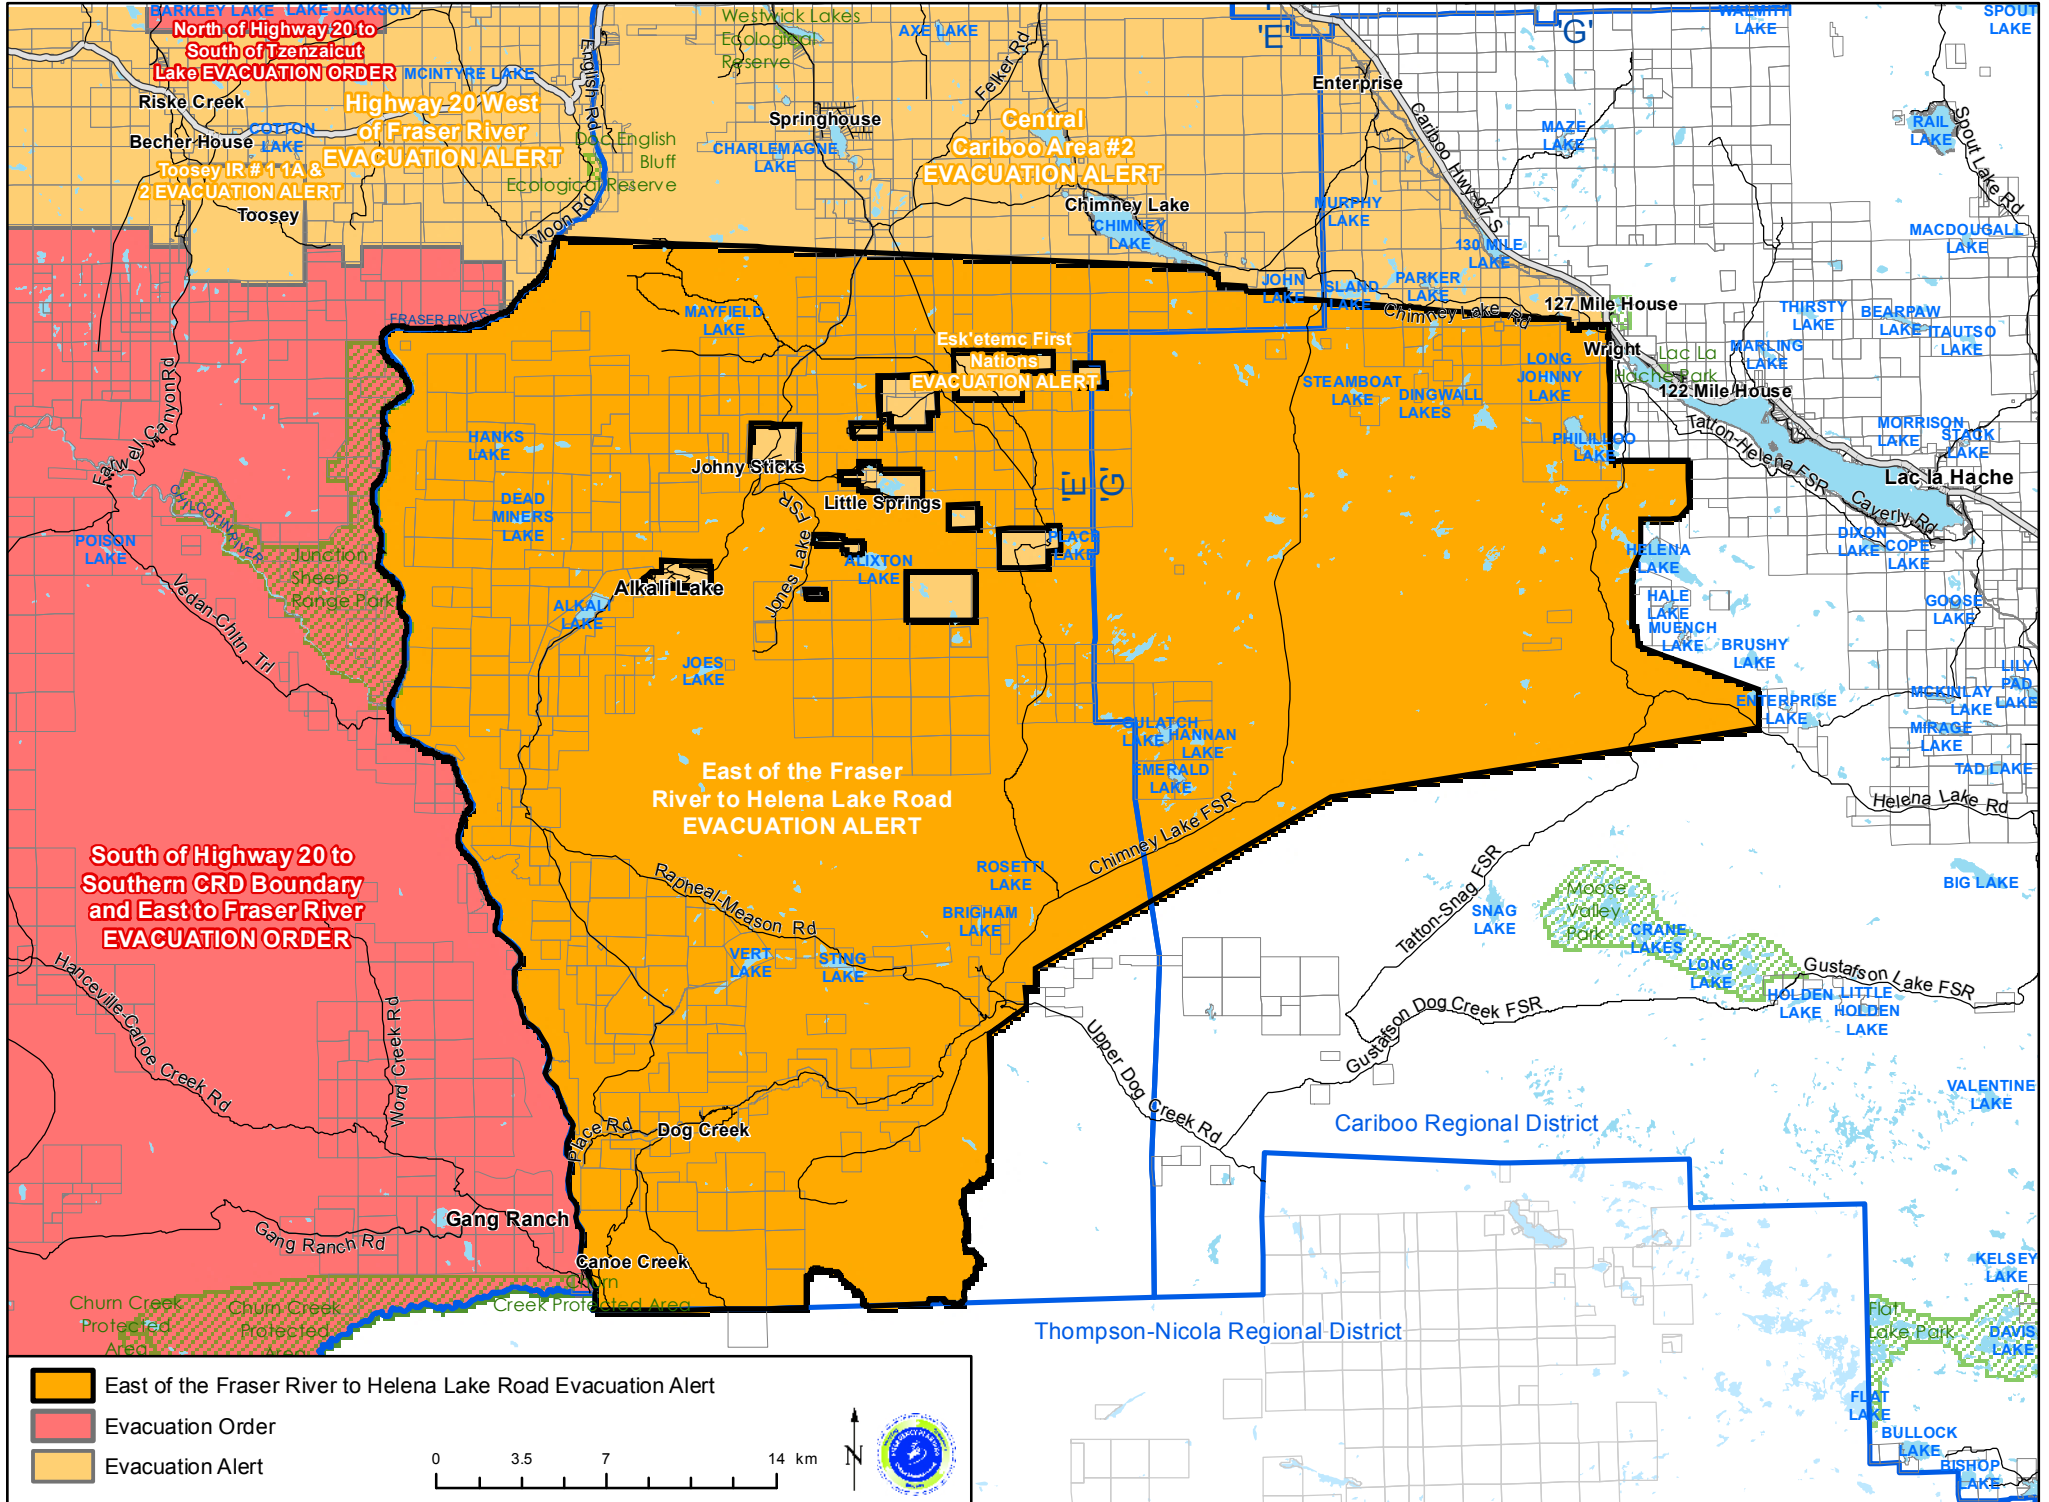 BARKLEY LAKE
LAKE JACKSON
North of Highway 20 to
South of Tzenzaicut
Lake EVACUATION ORDER
MCINTYRE LAKE
Riske Creek
Highway 20 West
of Fraser River
EVACUATION ALERT
COTTON
LAKE
Becher House
Toosey IR # 1 1A &
2 EVACUATION ALERT
Toosey
English Rd
Doc English
Bluff
Ecological Reserve
Moon Rd
Westwick Lakes
Ecological
Reserve
AXE LAKE
Felker Rd
Springhouse
CHARLEMAGNE
LAKE
Central
Cariboo Area #2
EVACUATION ALERT
Chimney Lake
CHIMNEY
LAKE
'E'
'G'
Enterprise
Cariboo Hwy 97 S
WALMITH
LAKE
SPOUT
LAKE
MAZE
LAKE
RAIL
LAKE
Spout Lake Rd
MURPHY
LAKE
130 MILE
LAKE
MACDOUGALL
LAKE
JOHN
LAKE
ISLAND
LAKE
PARKER
LAKE
Chimney Lake Rd
127 Mile House
THIRSTY
LAKE
BEARPAW
LAKE
TAUTSO
LAKE
Wright
Lac La
Hache Park
MARLING
LAKE
122 Mile House
FRASER RIVER
MAYFIELD
LAKE
Esk'etemc First
Nations
EVACUATION ALERT
STEAMBOAT
LAKE
DINGWALL
LAKES
LONG
JOHNNY
LAKE
PHILILLOO
LAKE
Tatton-Helena FSR
MORRISON
LAKE
STACK
LAKE
Lac la Hache
Caverly Rd
Farwell Canyon Rd
HANKS
LAKE
Johny Sticks
Little Springs
'E'
'G'
CHILCOTIN RIVER
DEAD
MINERS
LAKE
Jones Lake FSR
PLACE
LAKE
POISON
LAKE
Junction
Sheep
Range Park
ALIXTON
LAKE
HELENA
LAKE
DIXON
LAKE
COPE
LAKE
Vedan-Chltn Trl
Alkali Lake
ALKALI
LAKE
HALE
LAKE
GOOSE
LAKE
MUENCH
LAKE
BRUSHY
LAKE
JOES
LAKE
LILY
PAD
LAKE
ENTERPRISE
LAKE
MCKINLAY
LAKE
GULATCH
LAKE
HANNAN
LAKE
MIRAGE
LAKE
EMERALD
LAKE
TAD LAKE
East of the Fraser
River to Helena Lake Road
EVACUATION ALERT
Helena Lake Rd
Chimney Lake FSR
South of Highway 20 to
Southern CRD Boundary
and East to Fraser River
EVACUATION ORDER
Rapheal-Meason Rd
ROSETTI
LAKE
BRIGHAM
LAKE
Tatton-Snag FSR
SNAG
LAKE
Moose
Valley
Park
CRANE
LAKES
BIG LAKE
VERT
LAKE
STING
LAKE
LONG
LAKE
Gustafson Lake FSR
HOLDEN
LAKE
LITTLE
HOLDEN
LAKE
Hanceville-Canoe Creek Rd
Word Creek Rd
Upper Dog Creek Rd
Gustafson Dog Creek FSR
VALENTINE
LAKE
Place Rd
Dog Creek
Cariboo Regional District
Gang Ranch
Gang Ranch Rd
Canoe Creek
KELSEY
LAKE
Churn
Creek Protected Area
Churn Creek
Protected
Area
Churn Creek
Protected
Area
Thompson-Nicola Regional District
Flat
Lake Park
DAVIS
LAKE
FLAT
LAKE
BULLOCK
LAKE
BISHOP
LAKE
East of the Fraser River to Helena Lake Road Evacuation Alert
Evacuation Order
Evacuation Alert
0 3.5 7 14 km
N